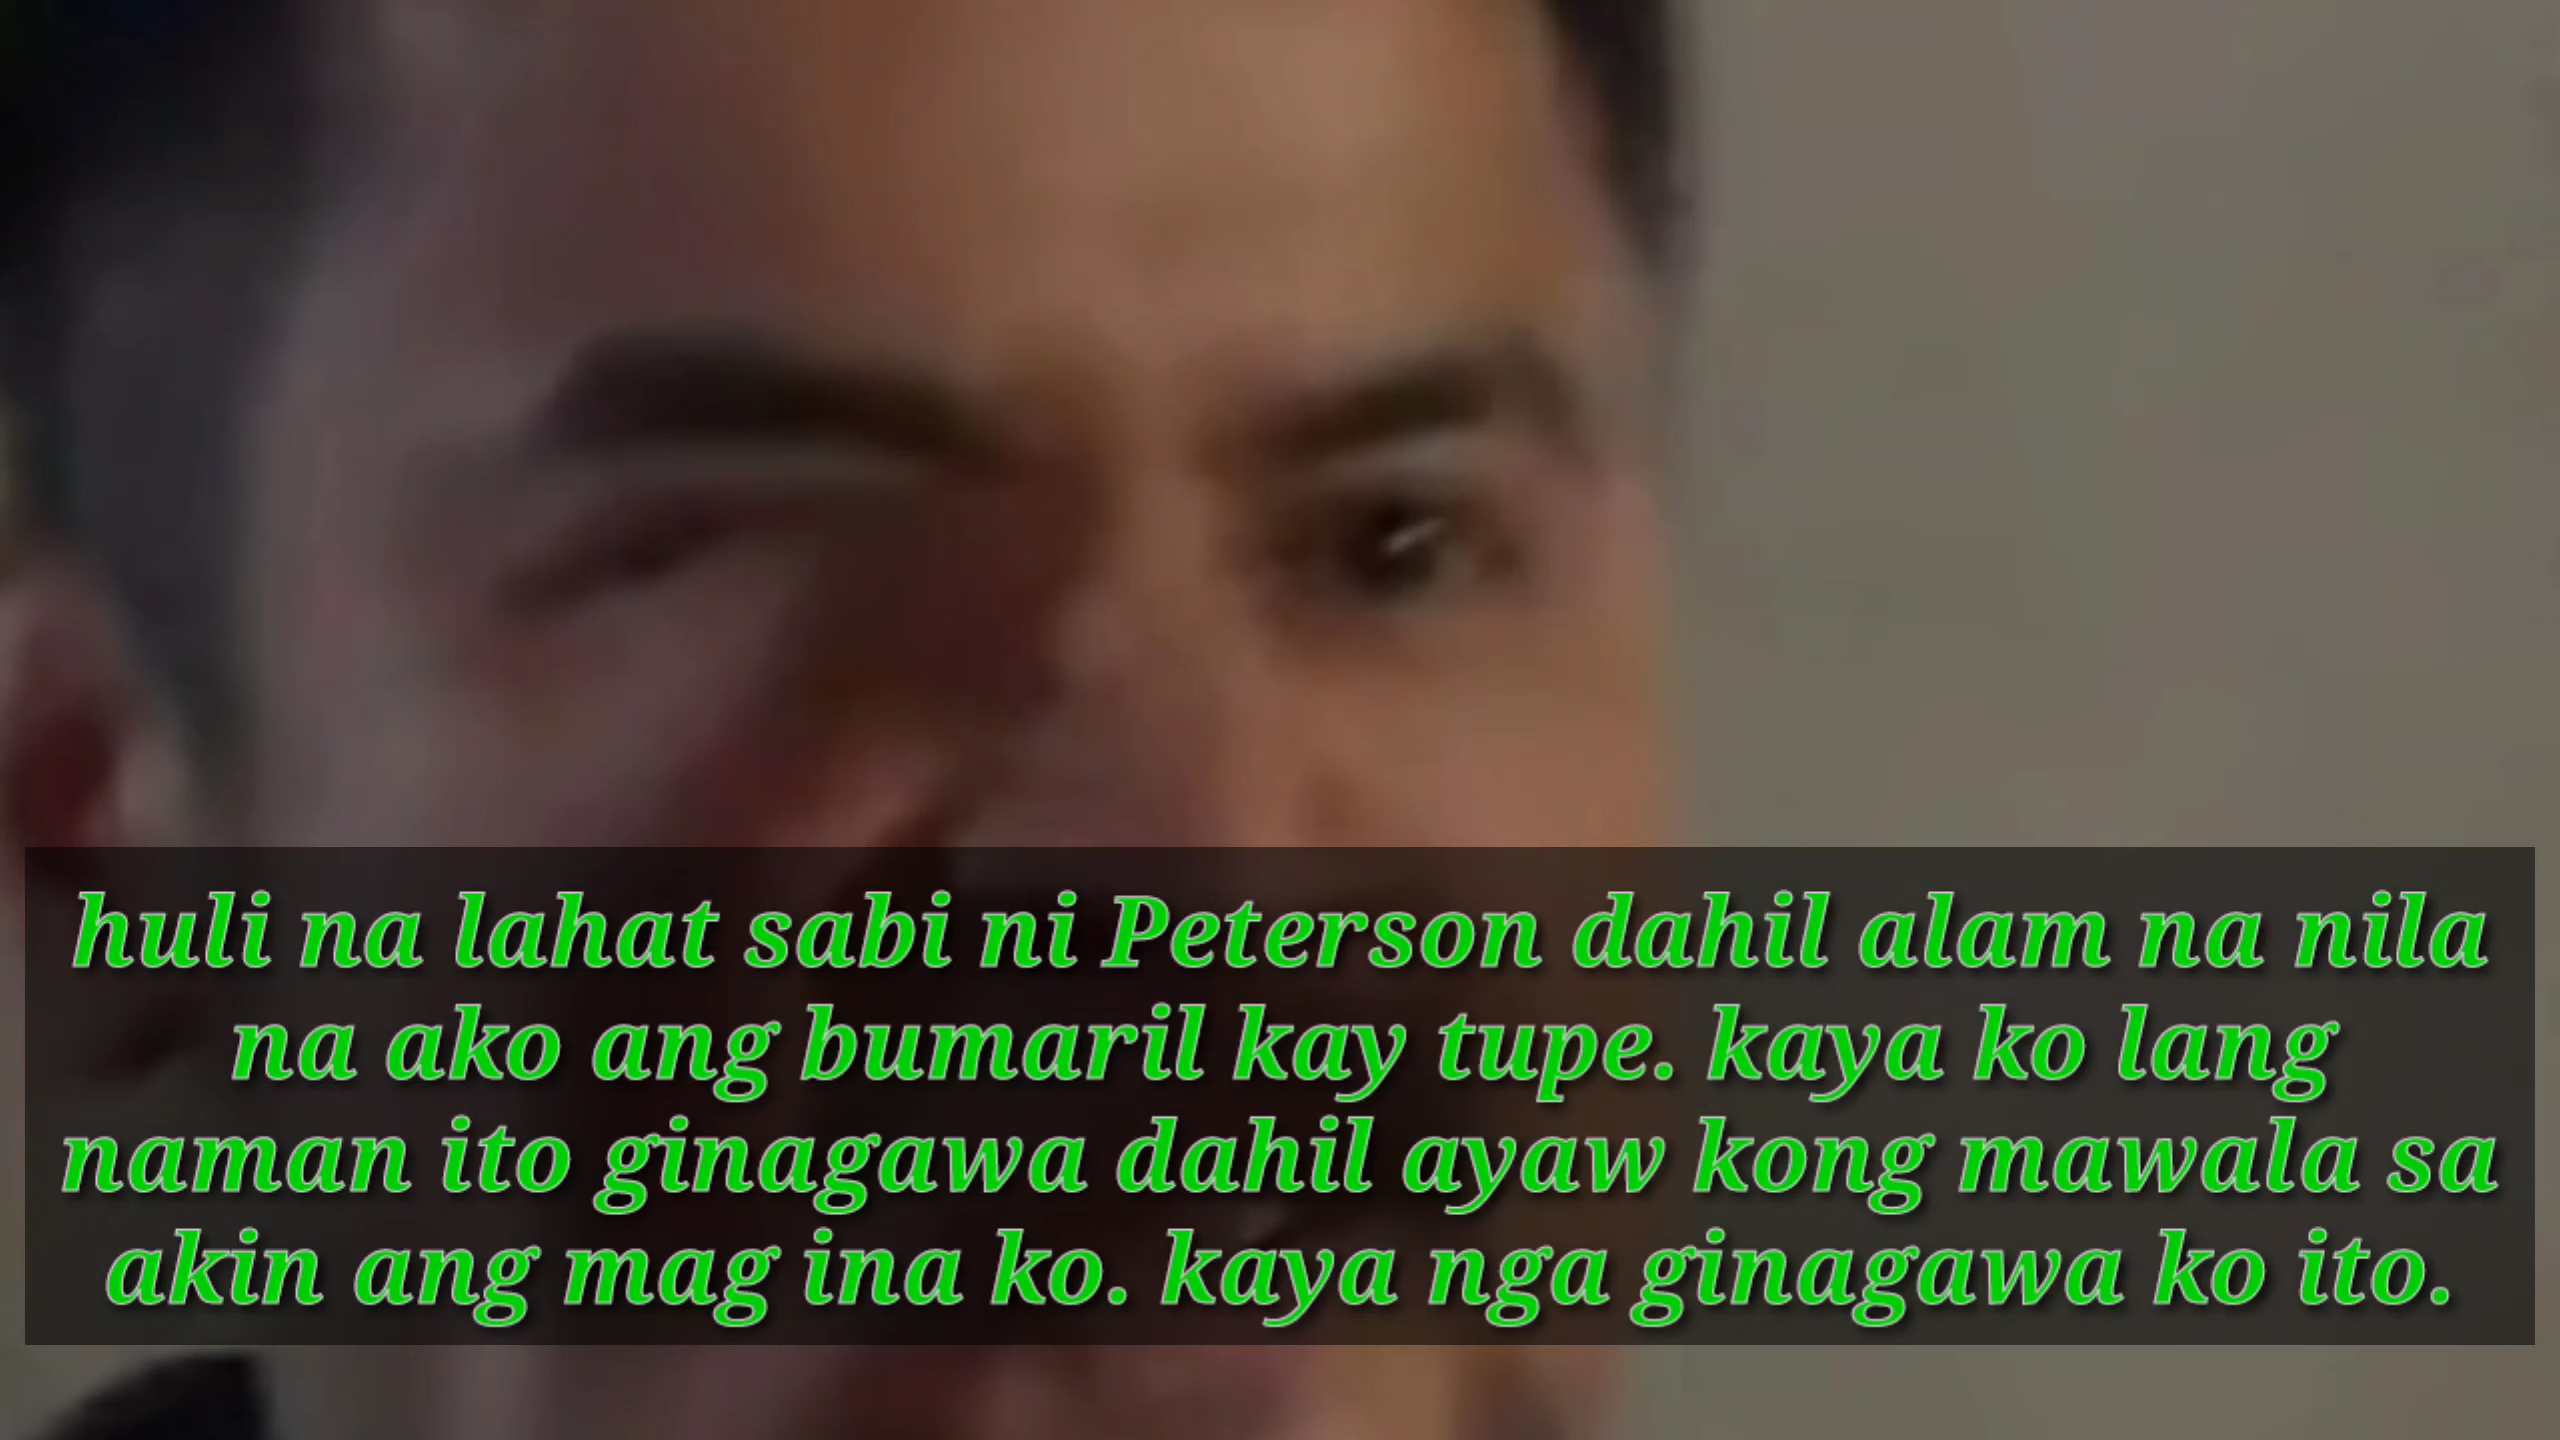 huli na lahat sabi ni Peterson dahil alam na nila
na ako ang bumaril kay tupe. kaya ko lang
naman ito ginagawa dahil ayaw kong mawala sa
akin ang mag ina ko. kaya nga ginagawa ko ito.